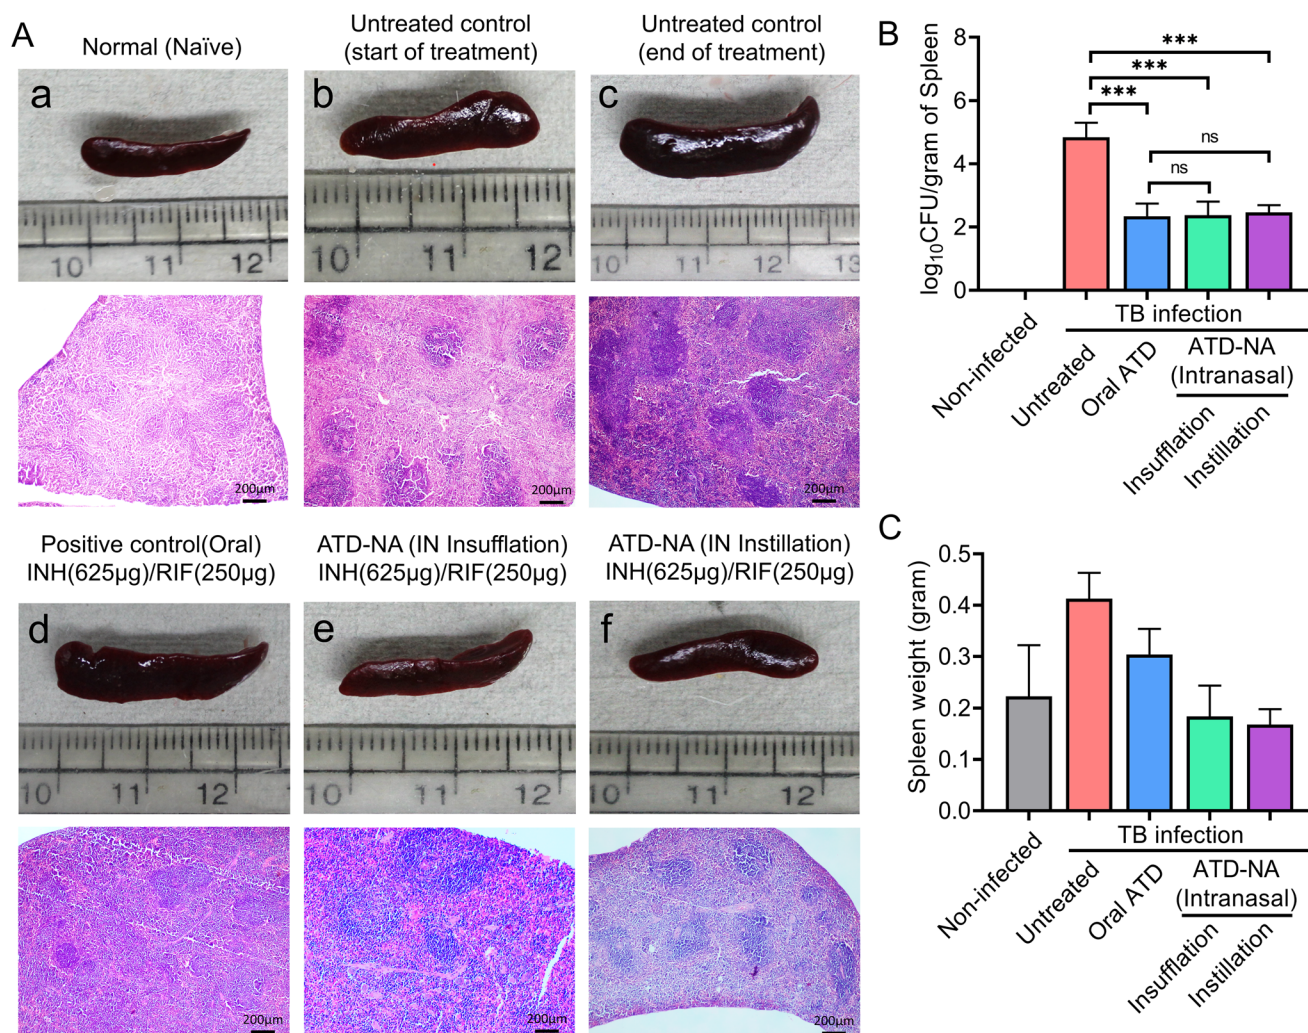 A
Normal (Naïve)
Untreated control
(start of treatment)
Untreated control
(end of treatment)
a
10 11 12
b
10 11 12
c
10 11 12 13
200µm
200µm
200µm
Positive control(Oral)
INH(625µg)/RIF(250µg)
ATD-NA (IN Insufflation)
INH(625µg)/RIF(250µg)
ATD-NA (IN Instillation)
INH(625µg)/RIF(250µg)
d
10 11 12
e
10 11 12
f
10 11 12
200µm
200µm
200µm
B
log10CFU/gram of Spleen
8
6
4
2
0
***
***
***
ns
ns
Non-infected
TB infection
Untreated
Oral ATD
ATD-NA
(Intranasal)
Insufflation
Instillation
C
Spleen weight (gram)
0.5
0.4
0.3
0.2
0.1
0.0
Non-infected
TB infection
Untreated
Oral ATD
ATD-NA
(Intranasal)
Insufflation
Instillation